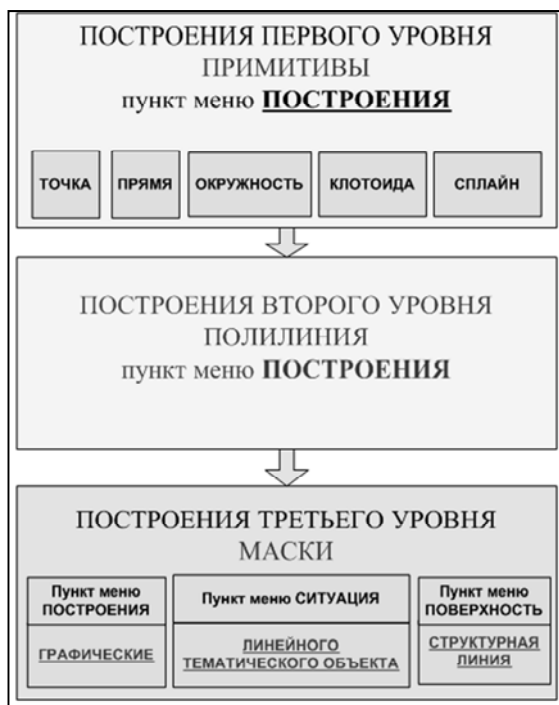 ПОСТРОЕНИЯ ПЕРВОГО УРОВНЯ
ПРИМИТИВЫ
пункт меню ПОСТРОЕНИЯ
ТОЧКА
ПРЯМЯ
ОКРУЖНОСТЬ
КЛОТОИДА
СПЛАЙН
ПОСТРОЕНИЯ ВТОРОГО УРОВНЯ
ПОЛИЛИНИЯ
пункт меню ПОСТРОЕНИЯ
ПОСТРОЕНИЯ ТРЕТЬЕГО УРОВНЯ
МАСКИ
Пункт меню
ПОСТРОЕНИЯ
ГРАФИЧЕСКИЕ
Пункт меню СИТУАЦИЯ
ЛИНЕЙНОГО
ТЕМАТИЧЕСКОГО ОБЪЕКТА
Пункт меню
ПОВЕРХНОСТЬ
СТРУКТУРНАЯ
ЛИНИЯ